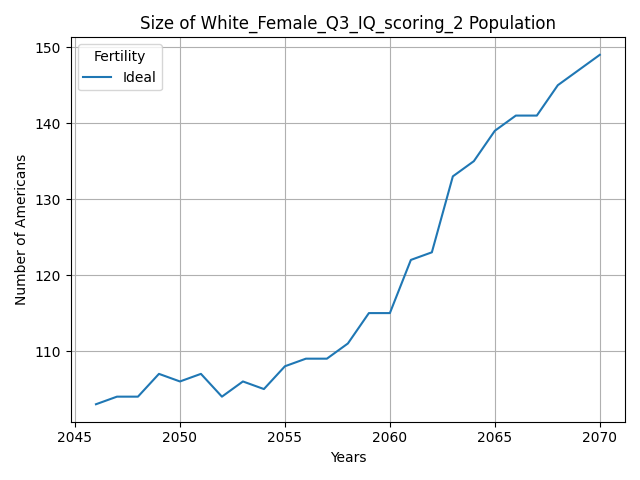 Size of White_Female_Q3_IQ_scoring_2 Population
Fertility
Ideal
Number of Americans
150
140
130
120
110
2045 2050 2055 2060 2065 2070
Years